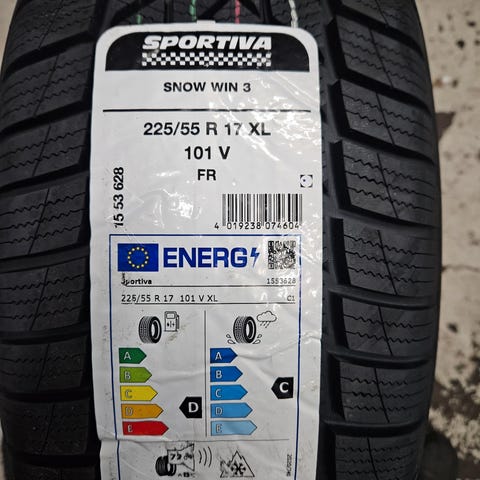 SPORTIVA
SNOW WIN 3
225/55 R 17 XL
101 V
FR
15 53 628
4 019238 074604
ENERG
Sportiva
1553628
225/55 R 17 101 V XL
C1
A
B
C
D
E
D
A
B
C
D
E
C
72